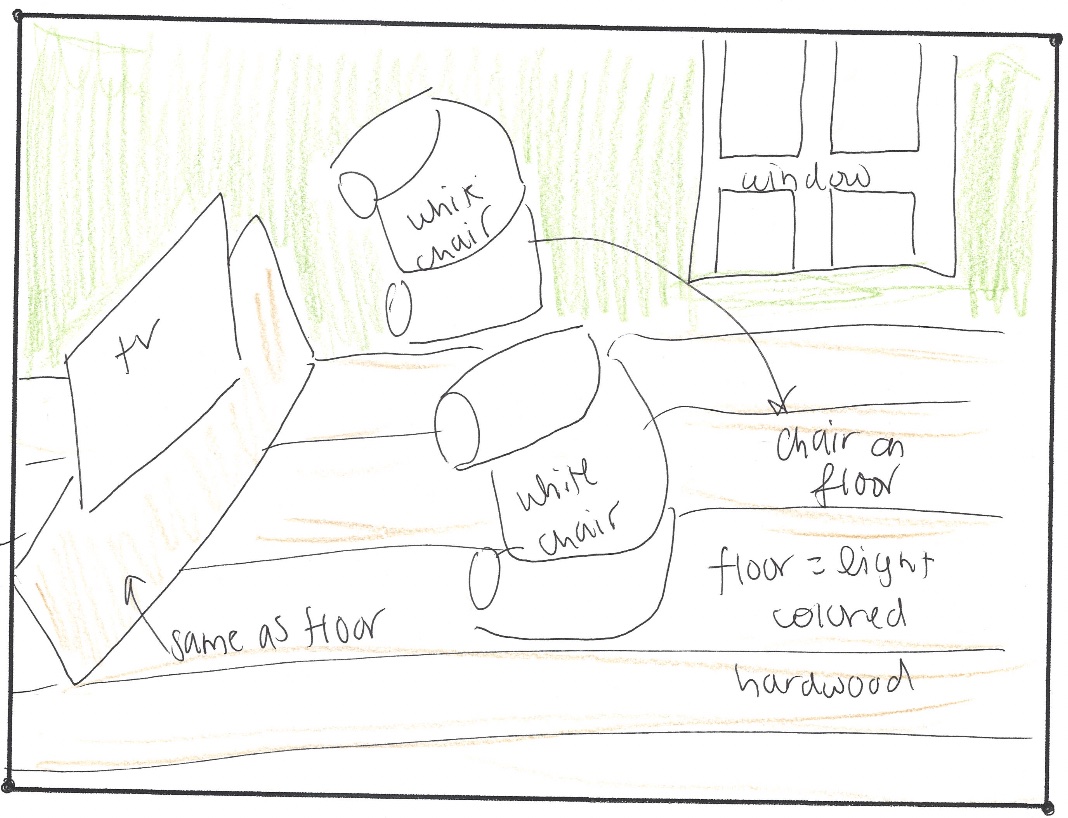 window
white
chair
tv
chair on
floor
white
chair
floor = light
colored
same as floor
hardwood